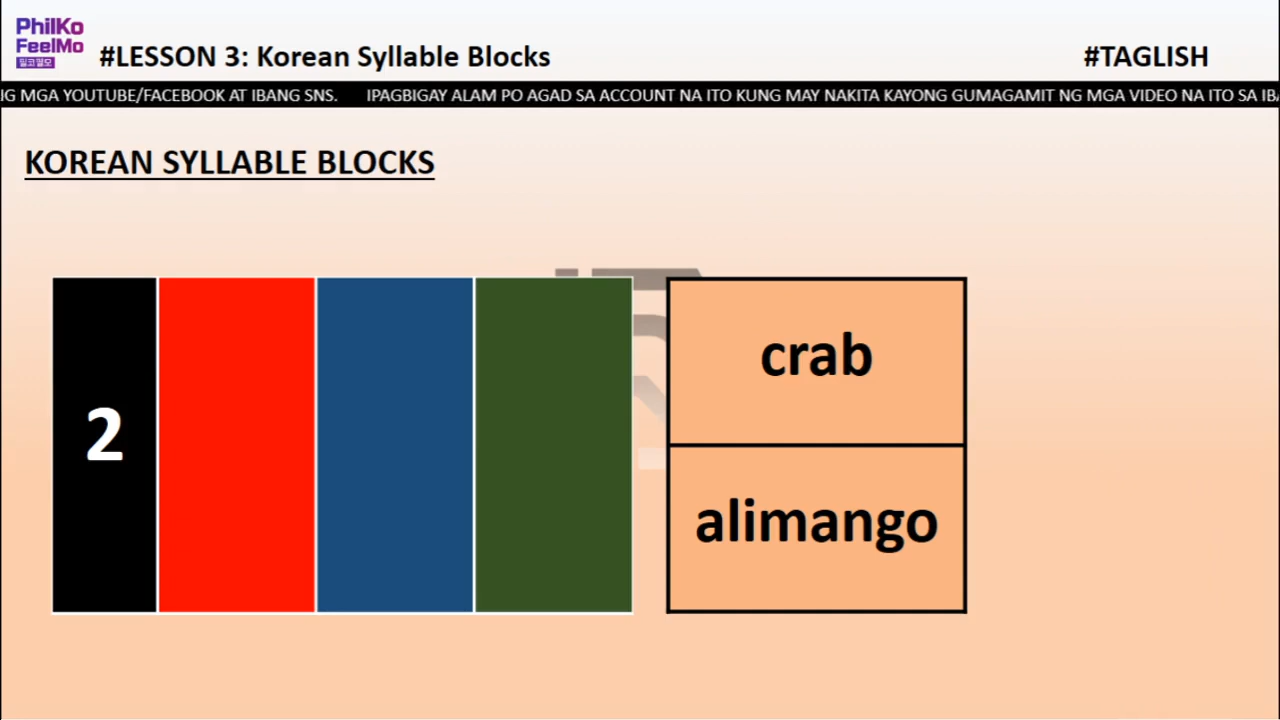 PhilKo
FeelMo
필코필모
#LESSON 3: Korean Syllable Blocks
#TAGLISH
NG MGA YOUTUBE/FACEBOOK AT IBANG SNS. IPAGBIGAY ALAM PO AGAD SA ACCOUNT NA ITO KUNG MAY NAKITA KAYONG GUMAGAMIT NG MGA VIDEO NA ITO SA
KOREAN SYLLABLE BLOCKS
2
crab
alimango